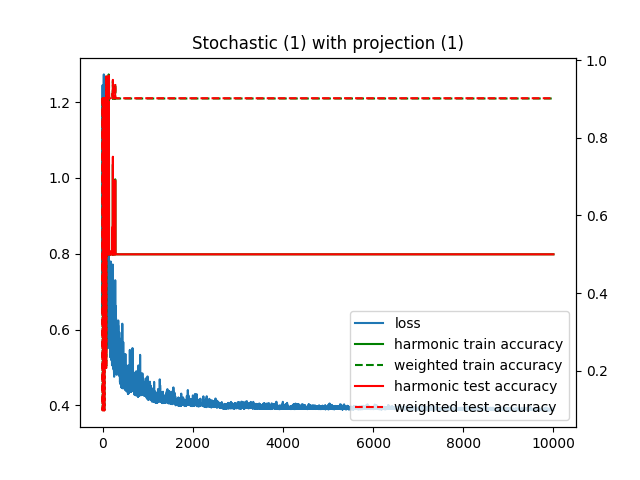 Stochastic (1) with projection (1)
1.2
1.0
0.8
0.6
0.4
1.0
0.8
0.6
0.4
0.2
loss
harmonic train accuracy
weighted train accuracy
harmonic test accuracy
weighted test accuracy
0 2000 4000 6000 8000 10000